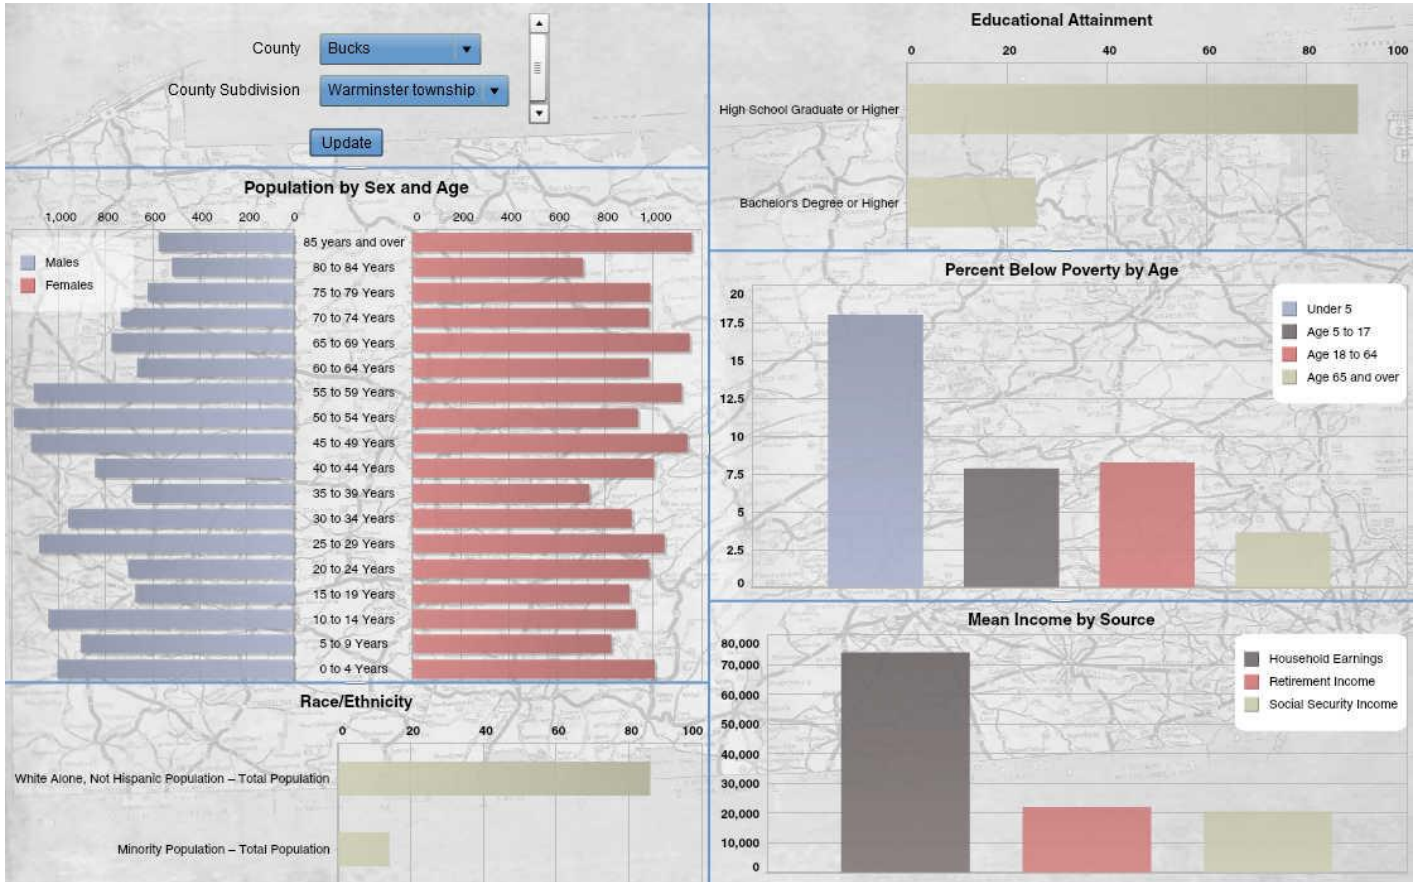 County Bucks
County Subdivision Warminster township
Update
Population by Sex and Age
1,000 800 600 400 200 0 0 200 400 600 800 1,000
Males
Females
85 years and over
80 to 84 Years
75 to 79 Years
70 to 74 Years
65 to 69 Years
60 to 64 Years
55 to 59 Years
50 to 54 Years
45 to 49 Years
40 to 44 Years
35 to 39 Years
30 to 34 Years
25 to 29 Years
20 to 24 Years
15 to 19 Years
10 to 14 Years
5 to 9 Years
0 to 4 Years
Race/Ethnicity
0 20 40 60 80 100
White Alone, Not Hispanic Population – Total Population
Minority Population – Total Population
Educational Attainment
0 20 40 60 80 100
High School Graduate or Higher
Bachelor's Degree or Higher
Percent Below Poverty by Age
20
17.5
15
12.5
10
7.5
5
2.5
0
Under 5
Age 5 to 17
Age 18 to 64
Age 65 and over
Mean Income by Source
80,000
70,000
60,000
50,000
40,000
30,000
20,000
10,000
0
Household Earnings
Retirement Income
Social Security Income